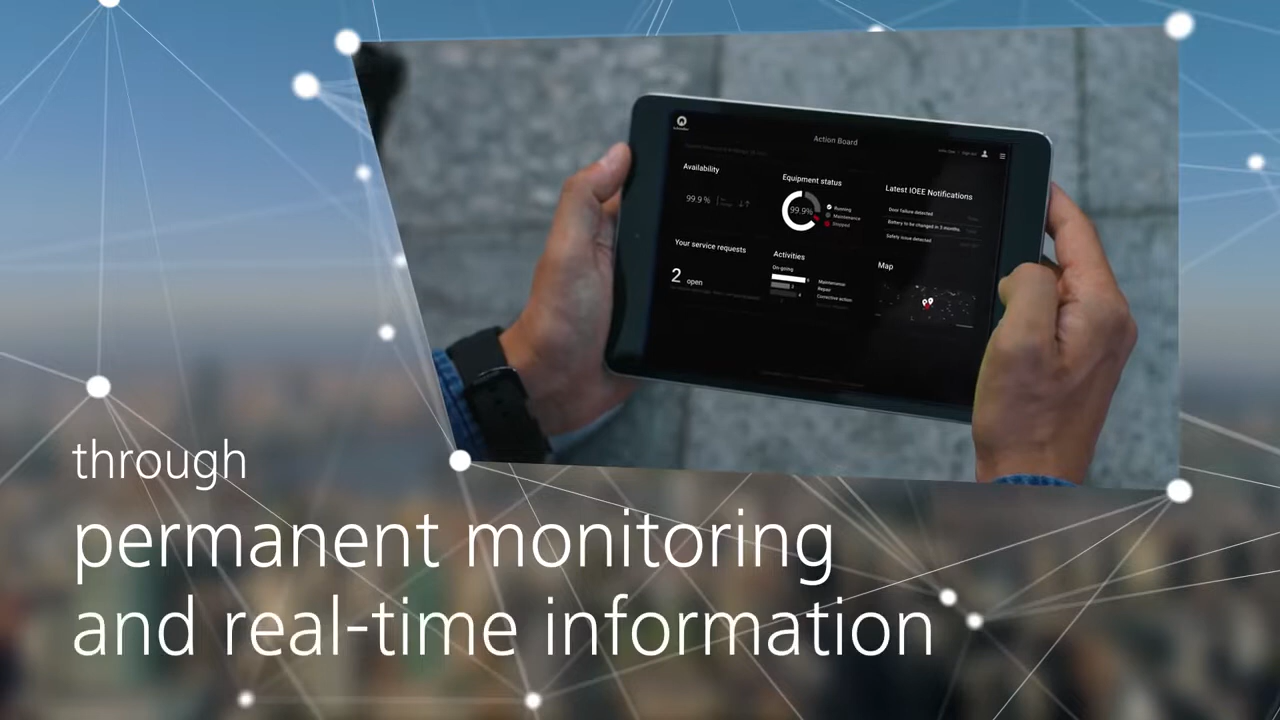 Action Board
Availability
99.9 %
Equipment status
99.9%
Running
Maintenance
Stopped
Latest IOEE Notifications
Door failure detected
Battery to be changed in 3 months
Safely issue detected
Your service requests
2 open
Activities
On-going
Maintenance
Repair
Corrective action
Map
through
permanent monitoring
and real-time information